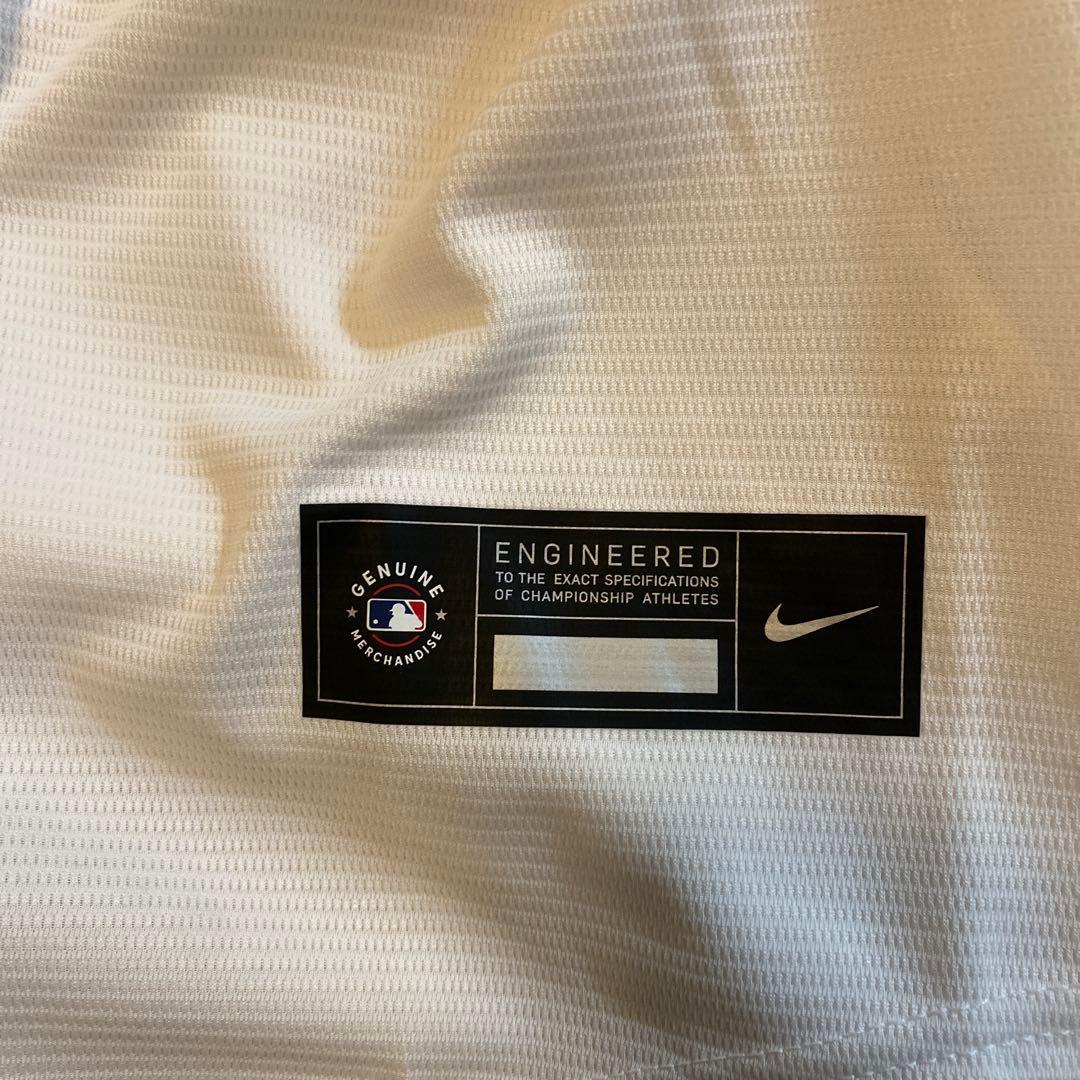 GENUINE
MERCHANDISE
ENGINEERED
TO THE EXACT SPECIFICATIONS
OF CHAMPIONSHIP ATHLETES